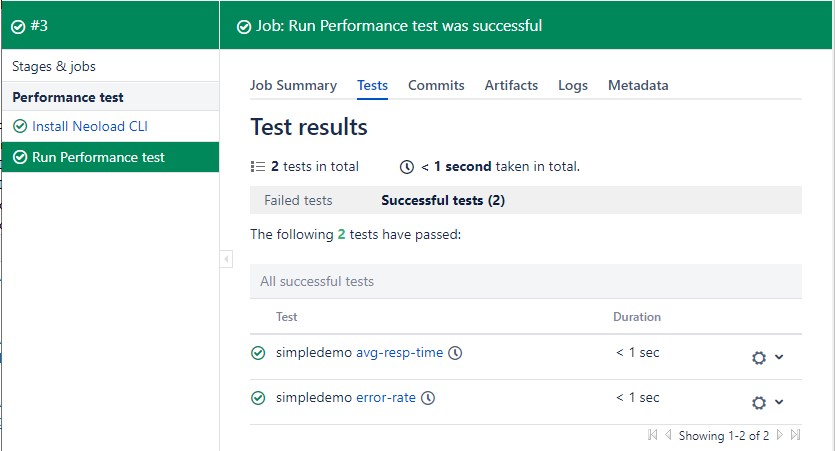 #3
Job: Run Performance test was successful
Stages & jobs
Performance test
Install Neoload CLI
Run Performance test
Job Summary Tests Commits Artifacts Logs Metadata
Test results
2 tests in total < 1 second taken in total.
Failed tests Successful tests (2)
The following 2 tests have passed:
All successful tests
Test Duration
simpledemo avg-resp-time < 1 sec
simpledemo error-rate < 1 sec
Showing 1-2 of 2